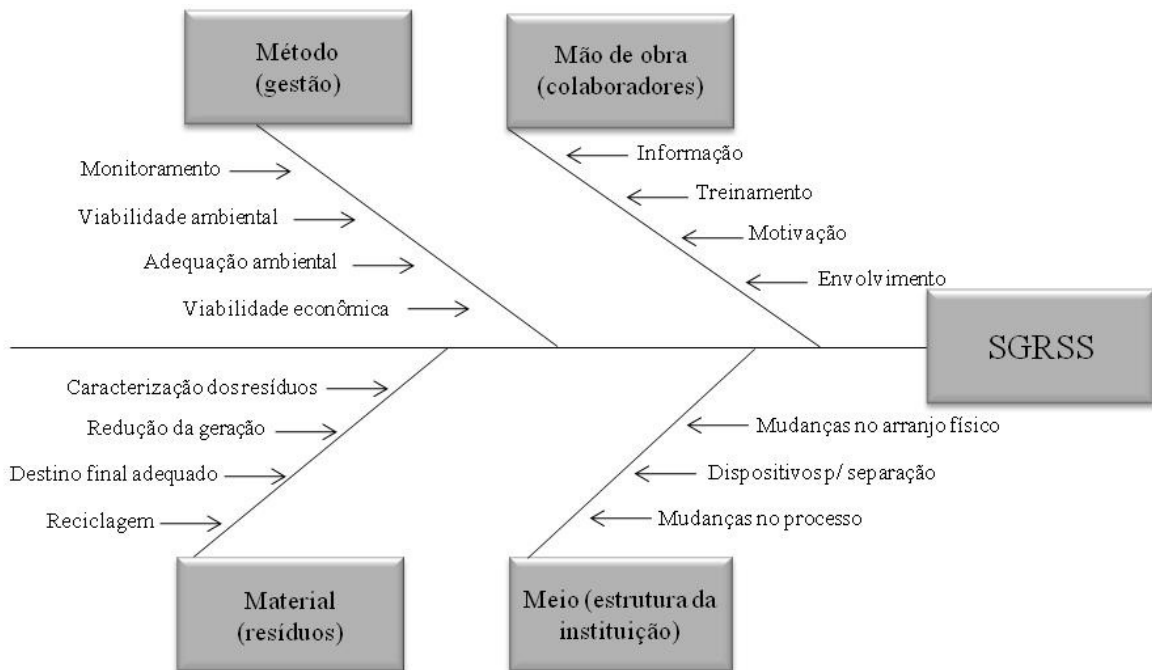 Método
(gestão)
Mão de obra
(colaboradores)
Monitoramento
Viabilidade ambiental
Adequação ambiental
Viabilidade econômica
Informação
Treinamento
Motivação
Envolvimento
SGRSS
Caracterização dos resíduos
Redução da geração
Destino final adequado
Reciclagem
Mudanças no arranjo físico
Dispositivos p/ separação
Mudanças no processo
Material
(resíduos)
Meio (estrutura da
instituição)